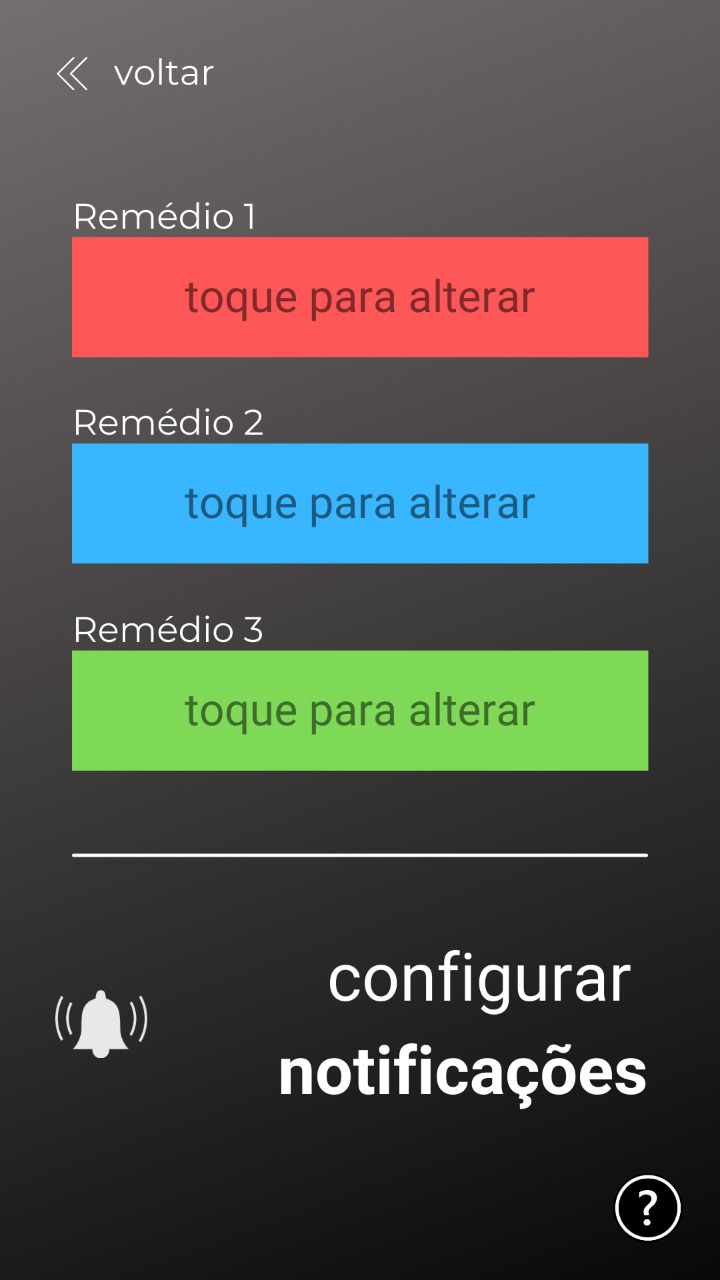 voltar
Remédio 1
toque para alterar
Remédio 2
toque para alterar
Remédio 3
toque para alterar
configurar
notificações
?